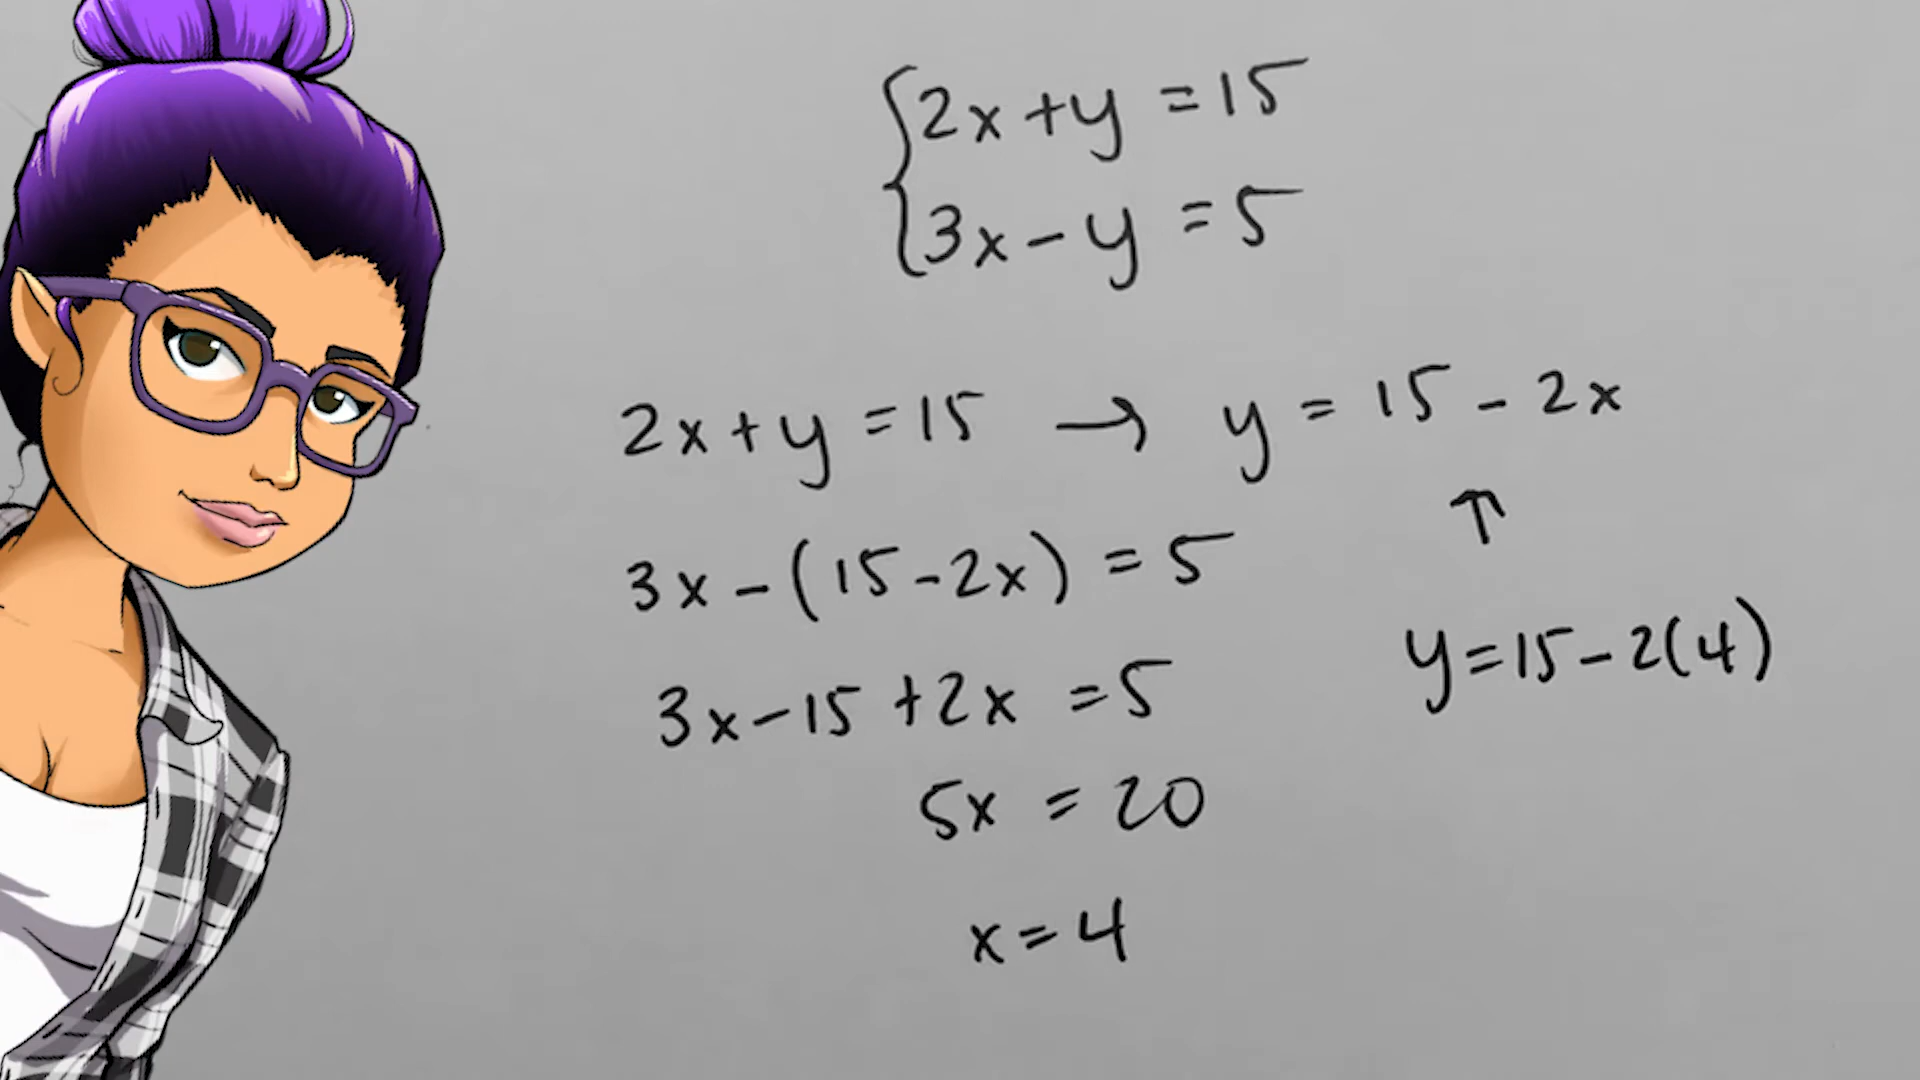 2x + y = 15
3x - y = 5
2x + y = 15 → y = 15 - 2x
↑
3x - (15 - 2x) = 5
y = 15 - 2(4)
3x - 15 + 2x = 5
5x = 20
x = 4